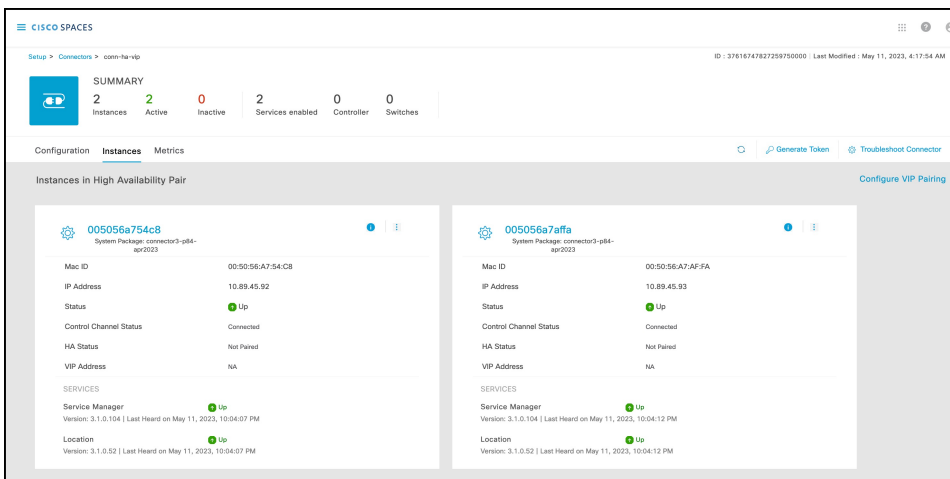 CISCO SPACES
Setup > Connectors > conn-ha-vip
ID : 37616747827259750000 | Last Modified : May 11, 2023, 4:17:54 AM
SUMMARY
2 2 0 2 0 0
Instances Active Inactive Services enabled Controller Switches
Configuration Instances Metrics Generate Token Troubleshoot Connector
Instances in High Availability Pair Configure VIP Pairing
005056a754c8
System Package: connector3-p84-
apr2023
Mac ID 00:50:56:A7:54:C8
IP Address 10.89.45.92
Status Up
Control Channel Status Connected
HA Status Not Paired
VIP Address NA
SERVICES
Service Manager Up
Version: 3.1.0.104 | Last Heard on May 11, 2023, 10:04:07 PM
Location Up
Version: 3.1.0.52 | Last Heard on May 11, 2023, 10:04:07 PM
005056a7affa
System Package: connector3-p84-
apr2023
Mac ID 00:50:56:A7:AF:FA
IP Address 10.89.45.93
Status Up
Control Channel Status Connected
HA Status Not Paired
VIP Address NA
SERVICES
Service Manager Up
Version: 3.1.0.104 | Last Heard on May 11, 2023, 10:04:12 PM
Location Up
Version: 3.1.0.52 | Last Heard on May 11, 2023, 10:04:12 PM